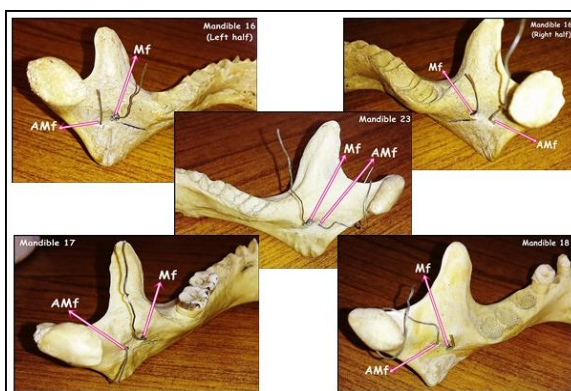 Mandible 16
(Left half)
Mf
AMf
Mandible 16
(Right half)
Mf
AMf
Mandible 23
Mf
AMf
Mandible 17
AMf
Mf
Mandible 18
Mf
AMf